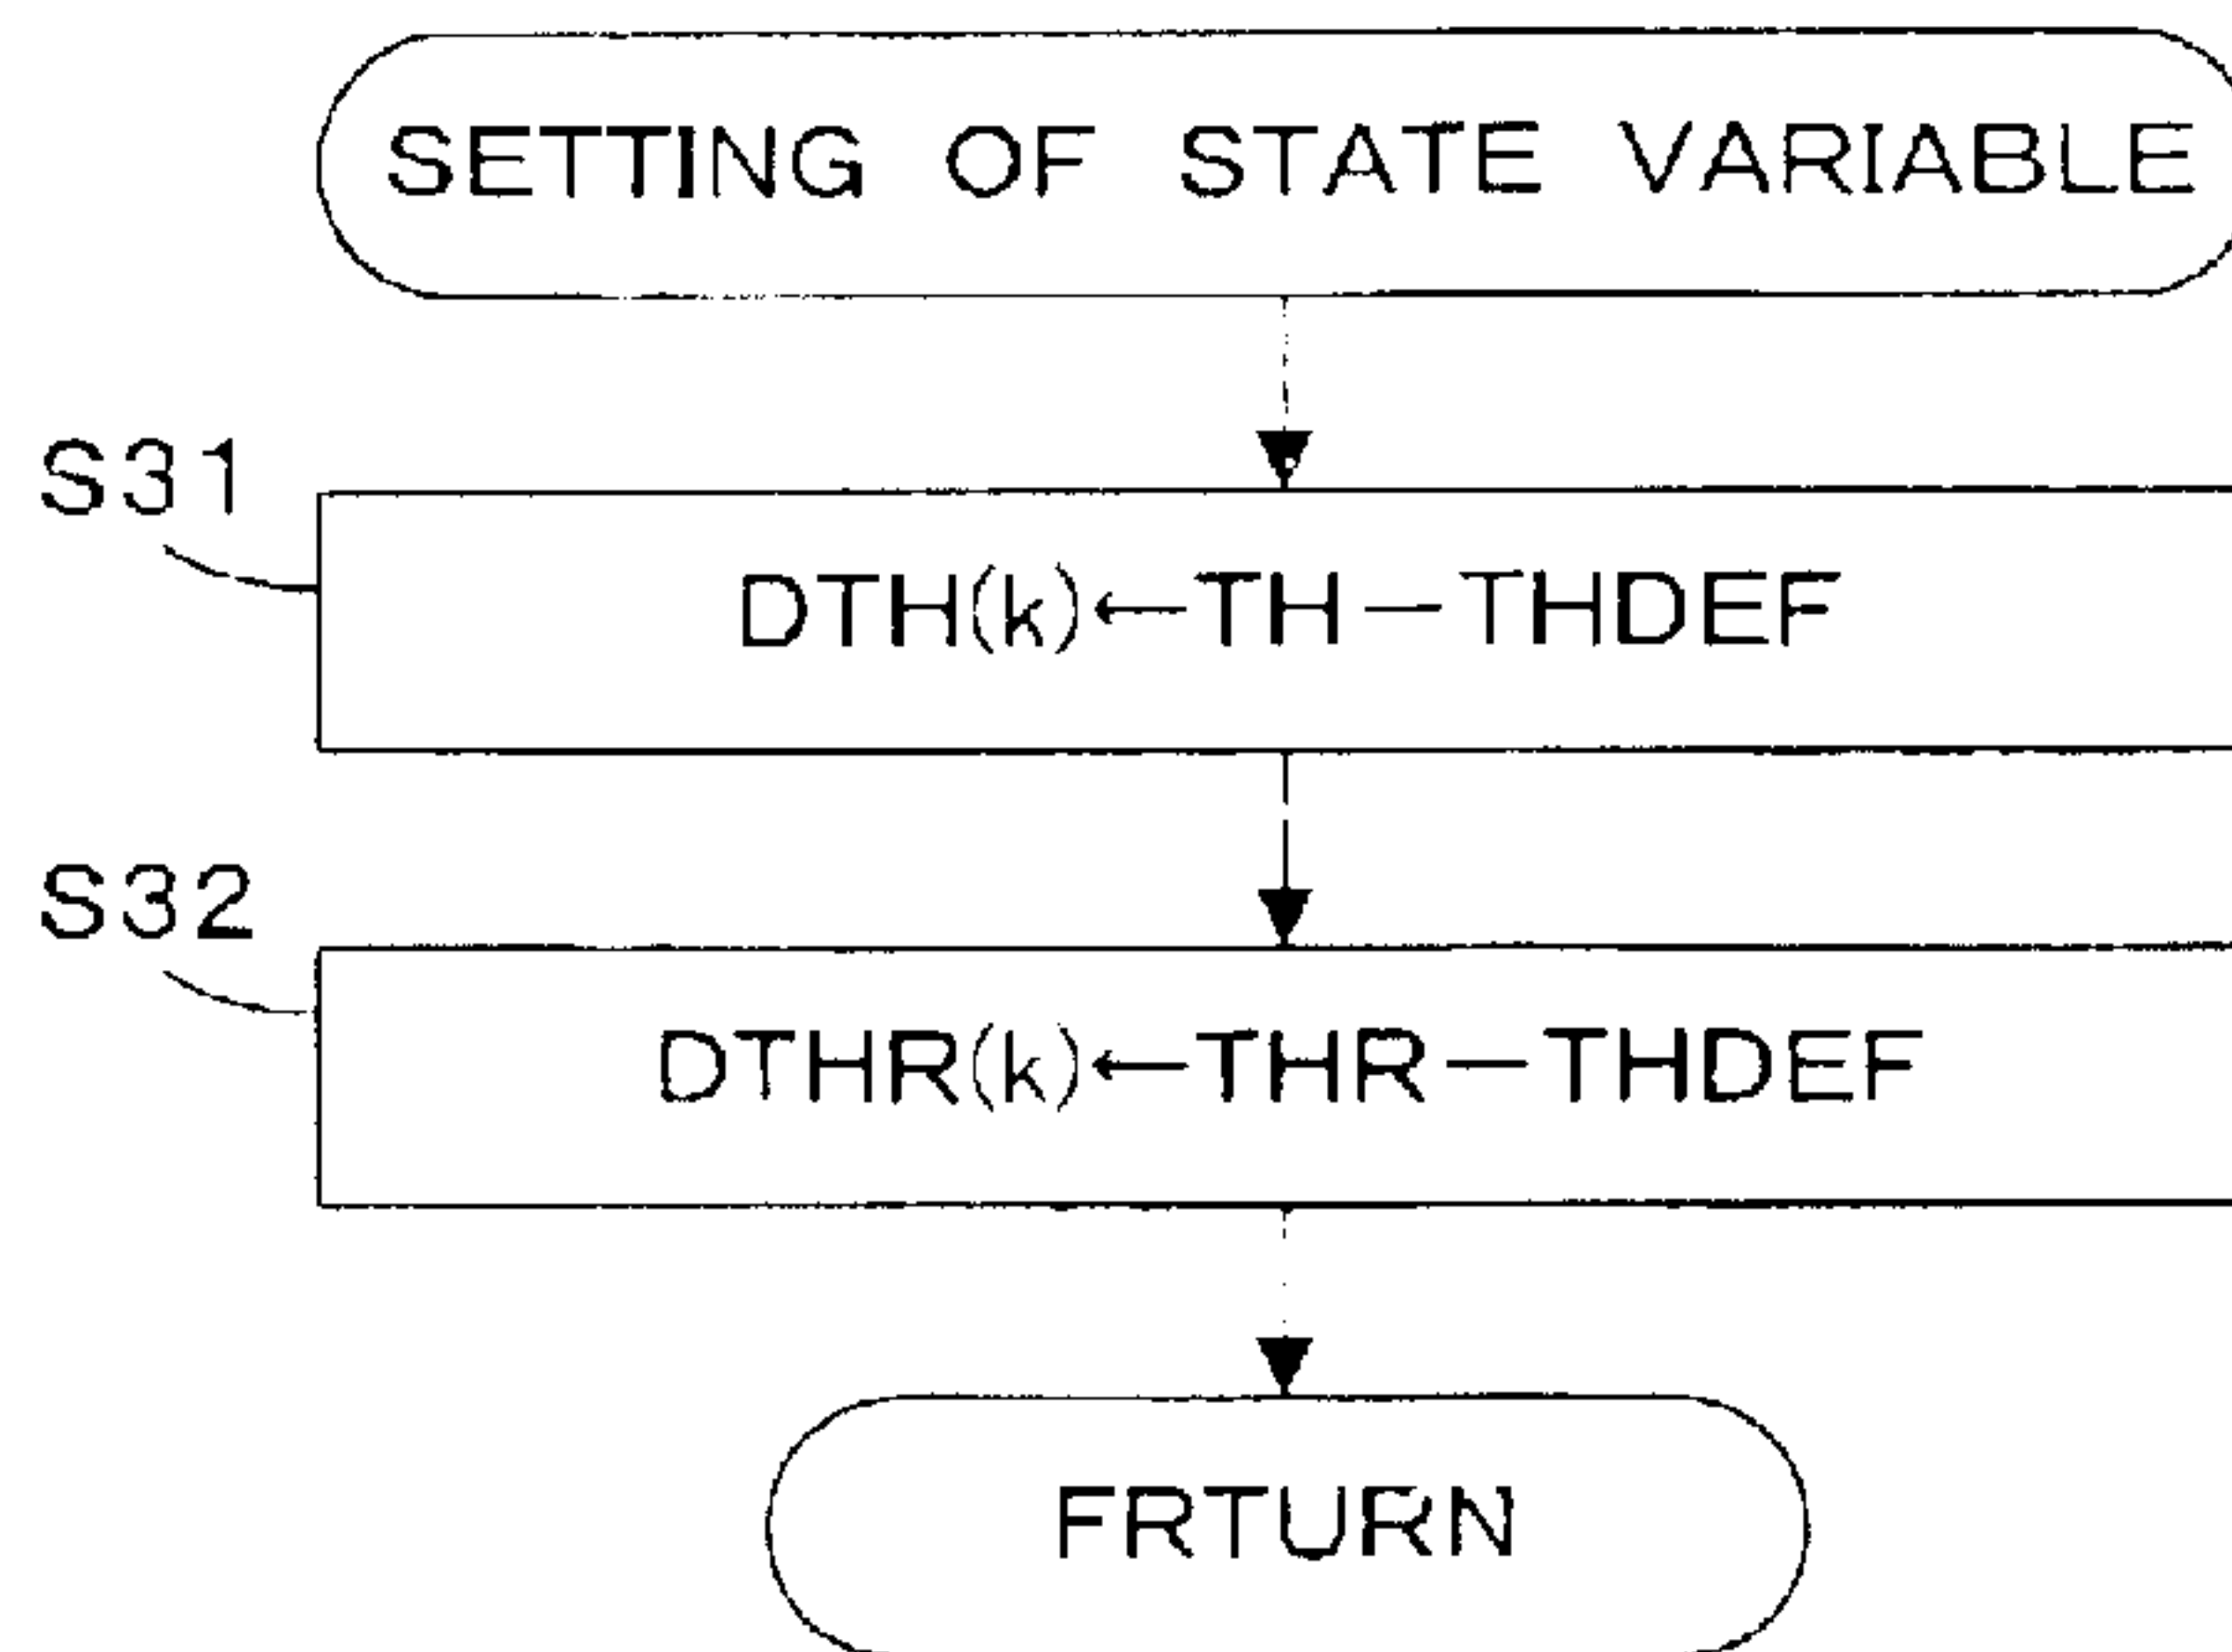 SETTING OF STATE VARIABLE
S31
DTH(k)←TH—THDEF
S32
DTHR(k)←THR—THDEF
FRTURN